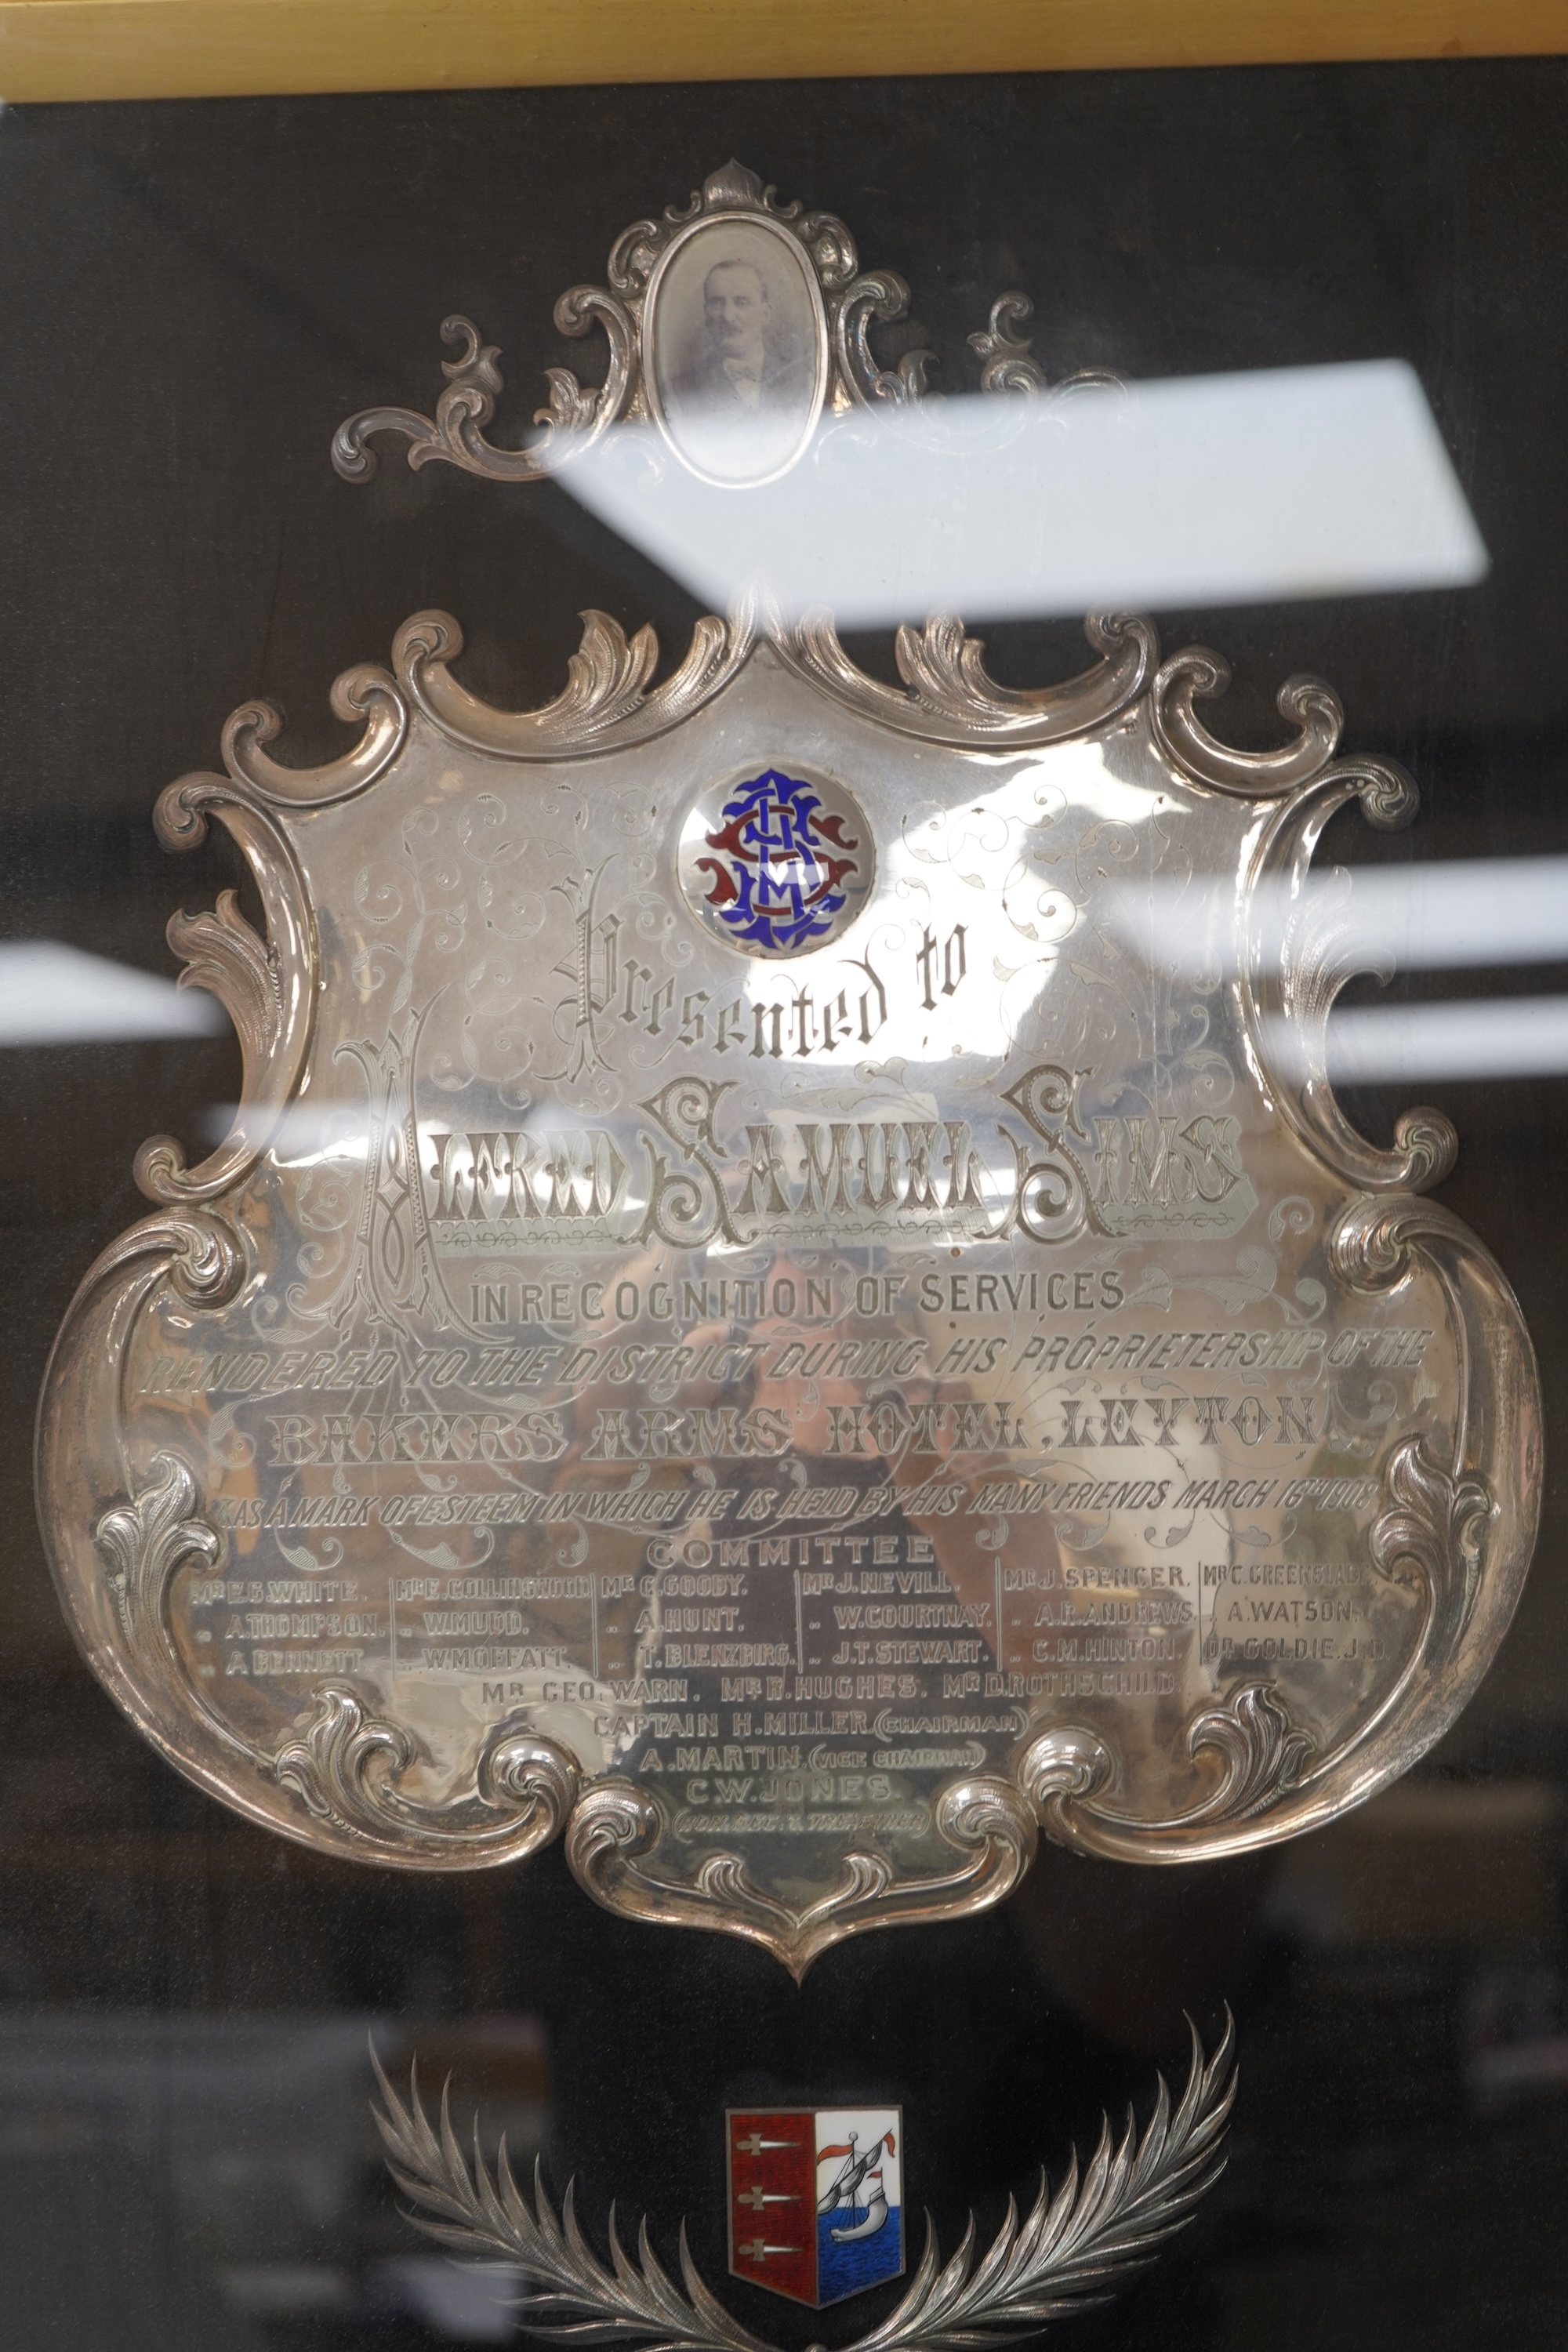 Presented to
ALFRED SAMUEL SIMS
IN RECOGNITION OF SERVICES
RENDERED TO THE DISTRICT DURING HIS PROPRIETERSHIP OF THE
BAKERS ARMS HOTEL, LEYTON,
AS A MARK OF ESTEEM IN WHICH HE IS HELD BY HIS MANY FRIENDS MARCH 16TH 1908
COMMITTEE
MR E.G. WHITE. MR E. COLLINGWOOD MR C. GOODY. MR J. NEVILL. MR J. SPENCER. MR C. GREENSLADE.
„ A. THOMPSON. „ W. MUDD. „ A. HUNT. „ W. COURTNAY. „ A.R. ANDREWS. „ A. WATSON.
„ A BENNETT „ W. MOFFATT. „ T. BLENZBIRG. „ J.T. STEWART. „ C.M. HINTON. DR GOLDIE. J.P.
MR GEO. WARN. MR R. HUGHES. MR D. ROTHSCHILD.
CAPTAIN H. MILLER. (CHAIRMAN)
A. MARTIN. (VICE CHAIRMAN)
C.W. JONES.
(HON. SEC. & TREASURER)